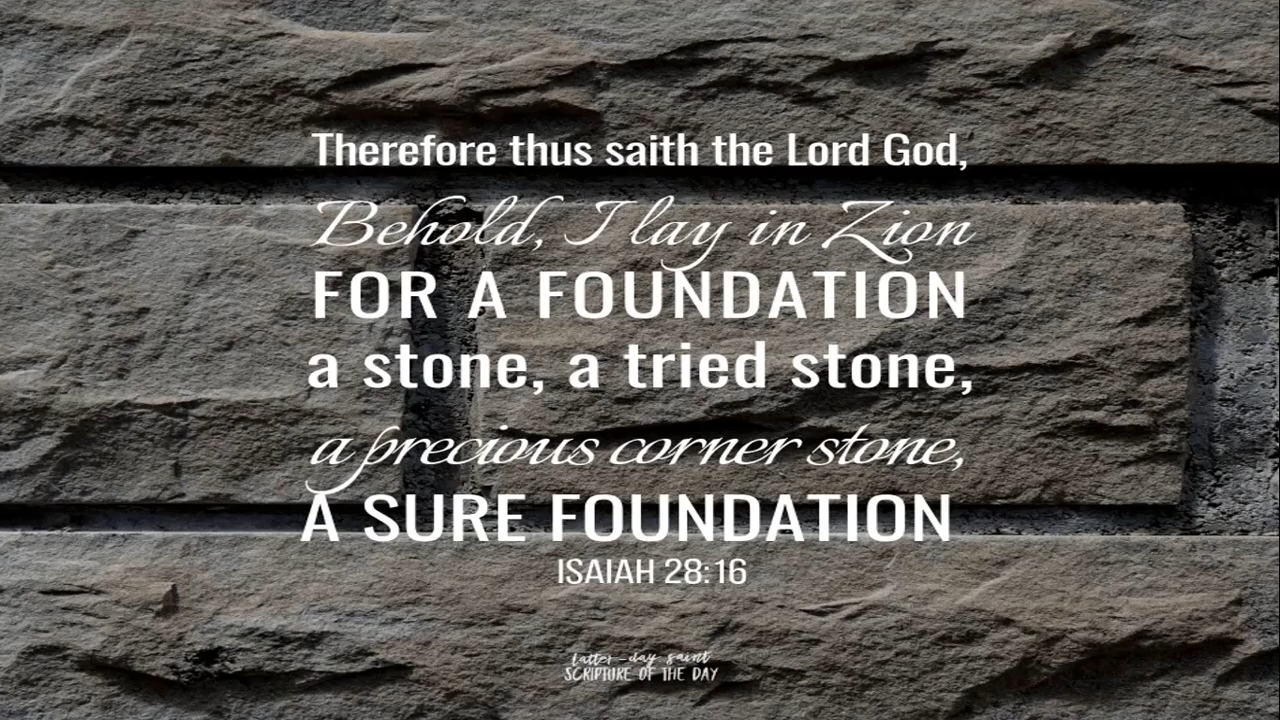 Therefore thus saith the Lord God,
Behold, I lay in Zion
FOR A FOUNDATION
a stone, a tried stone,
a precious corner stone,
A SURE FOUNDATION
ISAIAH 28:16
latter-day saint
SCRIPTURE OF THE DAY